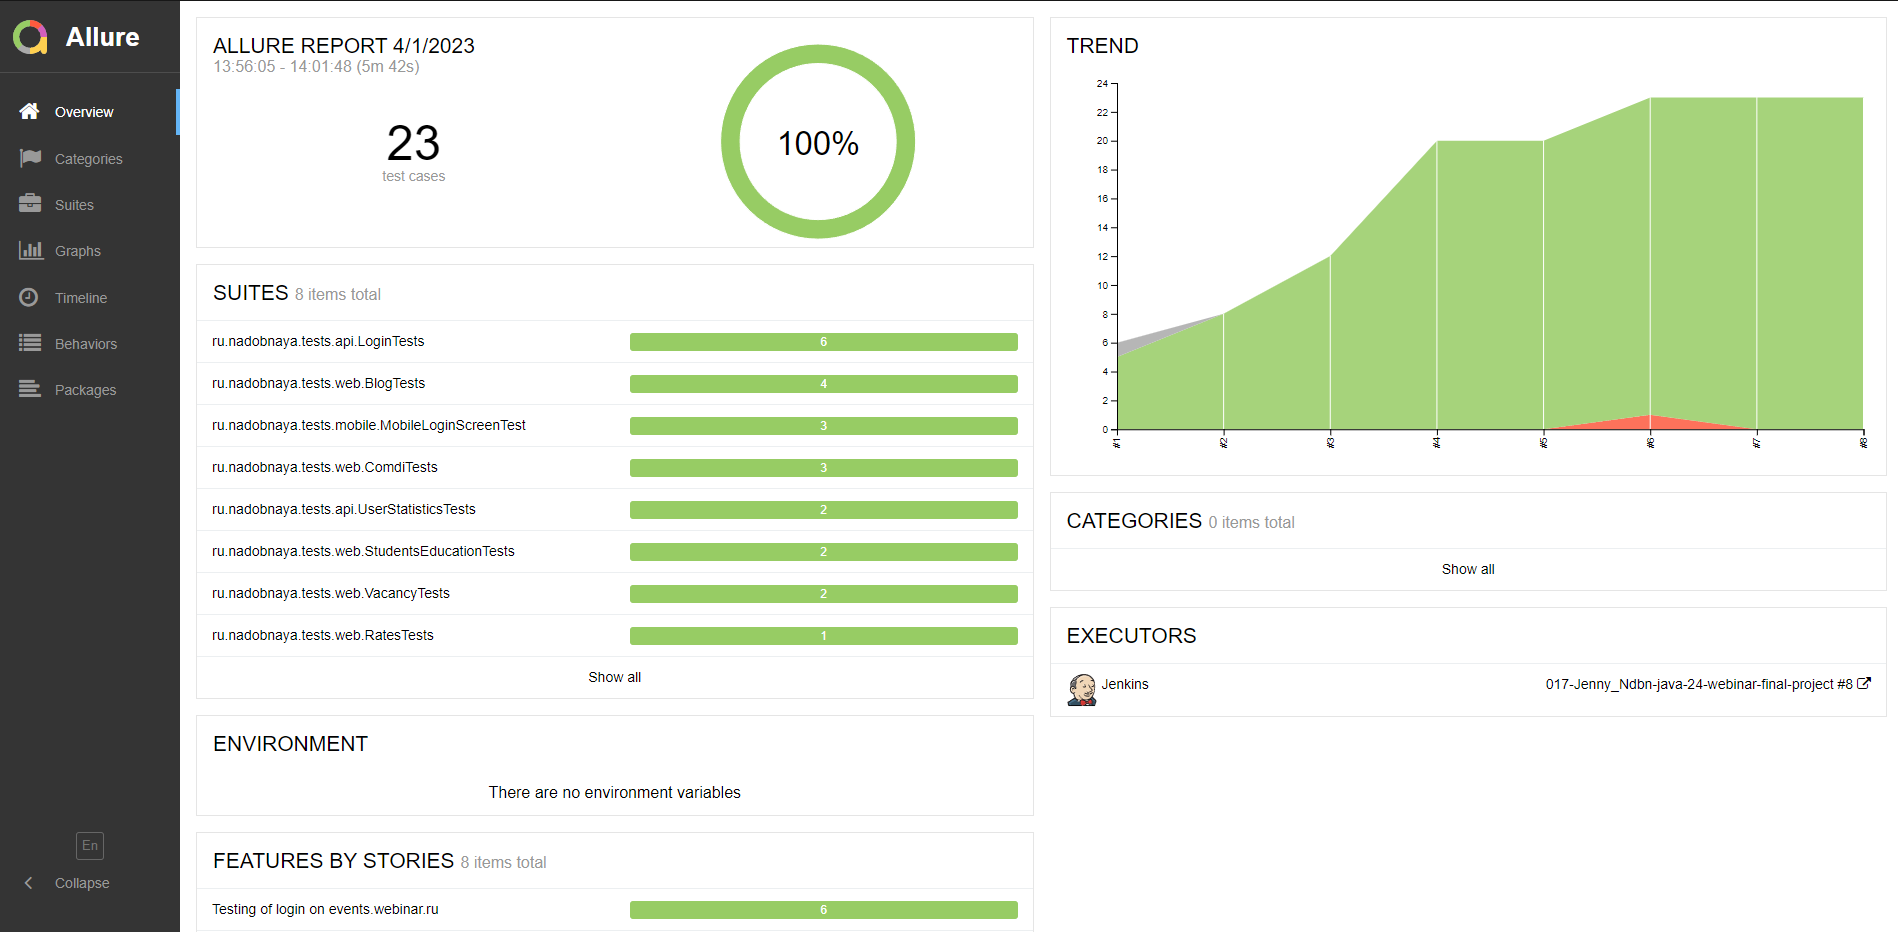 Allure
Overview
Categories
Suites
Graphs
Timeline
Behaviors
Packages
En
Collapse
ALLURE REPORT 4/1/2023
13:56:05 - 14:01:48 (5m 42s)
23
test cases
100%
SUITES 8 items total
ru.nadobnaya.tests.api.LoginTests 6
ru.nadobnaya.tests.web.BlogTests 4
ru.nadobnaya.tests.mobile.MobileLoginScreenTest 3
ru.nadobnaya.tests.web.ComdiTests 3
ru.nadobnaya.tests.api.UserStatisticsTests 2
ru.nadobnaya.tests.web.StudentsEducationTests 2
ru.nadobnaya.tests.web.VacancyTests 2
ru.nadobnaya.tests.web.RatesTests 1
Show all
ENVIRONMENT
There are no environment variables
FEATURES BY STORIES 8 items total
Testing of login on events.webinar.ru 6
TREND
24
22
20
18
16
14
12
10
8
6
4
2
0
#1 #2 #3 #4 #5 #6 #7 #8
CATEGORIES 0 items total
Show all
EXECUTORS
Jenkins 017-Jenny_Ndbn-java-24-webinar-final-project #8